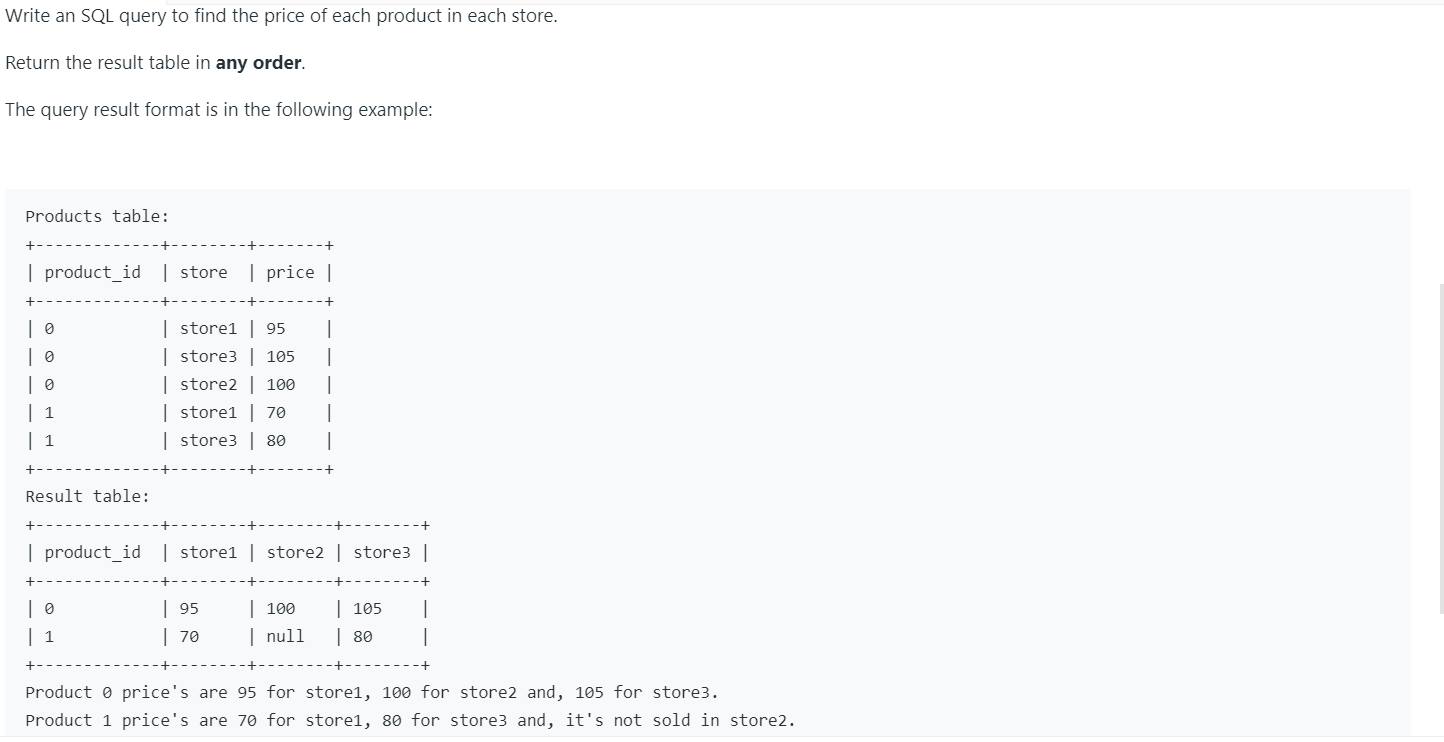 Write an SQL query to find the price of each product in each store.
Return the result table in any order.
The query result format is in the following example:
Products table:
+-------------+--------+-------+
| product_id  | store  | price |
+-------------+--------+-------+
| 0           | store1 | 95    |
| 0           | store3 | 105   |
| 0           | store2 | 100   |
| 1           | store1 | 70    |
| 1           | store3 | 80    |
+-------------+--------+-------+
Result table:
+-------------+--------+--------+--------+
| product_id  | store1 | store2 | store3 |
+-------------+--------+--------+--------+
| 0           | 95     | 100    | 105    |
| 1           | 70     | null   | 80     |
+-------------+--------+--------+--------+
Product 0 price's are 95 for store1, 100 for store2 and, 105 for store3.
Product 1 price's are 70 for store1, 80 for store3 and, it's not sold in store2.